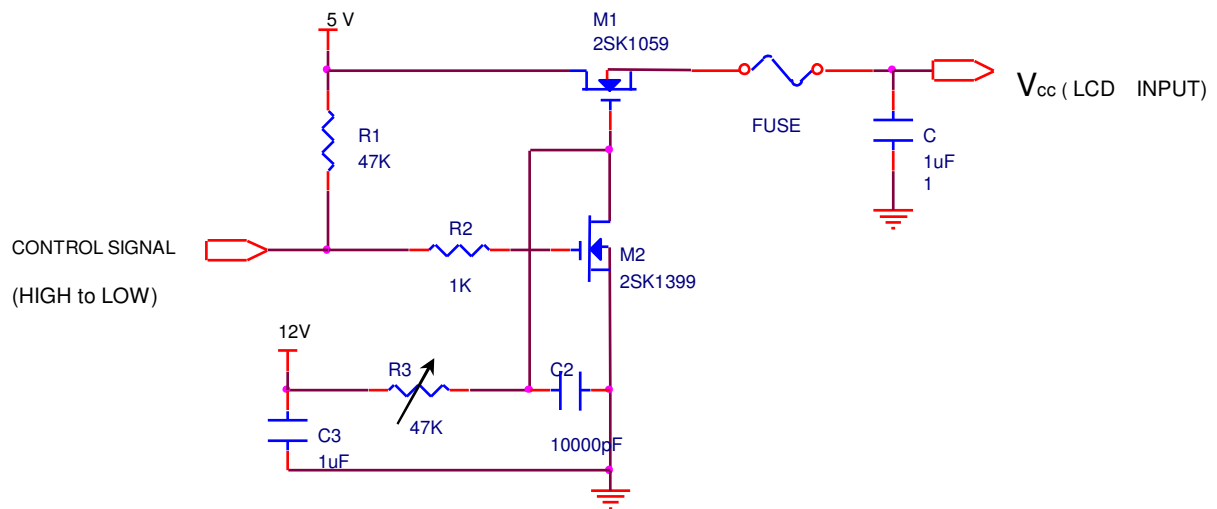 5 V
M1
2SK1059
Vcc ( LCD INPUT)
FUSE
R1
47K
C
1uF
1
CONTROL SIGNAL
(HIGH to LOW)
R2
1K
M2
2SK1399
12V
R3
47K
C2
10000pF
C3
1uF